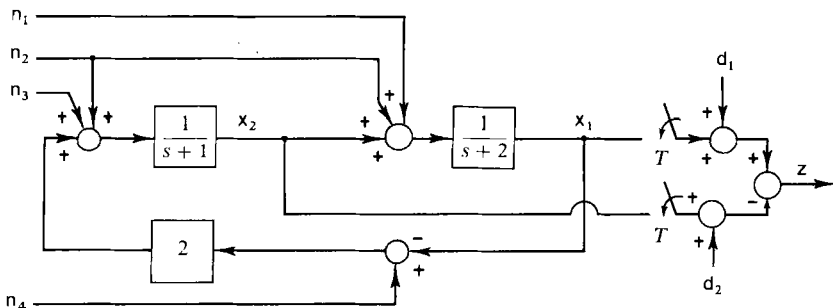 n₁
n₂
n₃
d₁
+ + + + +
+ + 1 x₂ + 1 x₁ + +
s + 1 + s + 2 T + z
+ -
T +
2 - + d₂
n₄